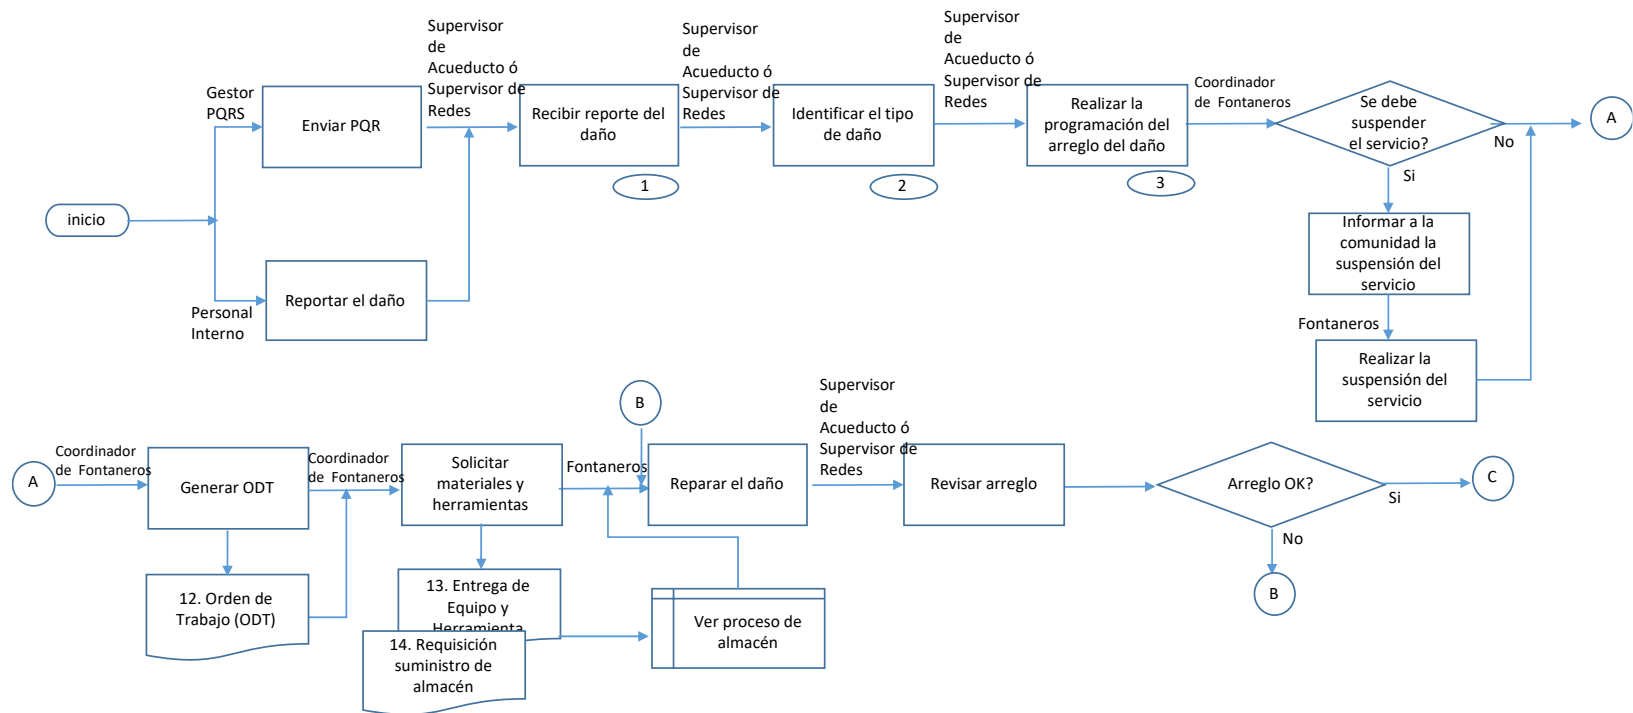 inicio
Gestor
PQRS
Enviar PQR
Personal
Interno
Reportar el daño
Supervisor
de
Acueducto ó
Supervisor de
Redes
Recibir reporte del
daño
1
Supervisor
de
Acueducto ó
Supervisor de
Redes
Identificar el tipo
de daño
2
Supervisor
de
Acueducto ó
Supervisor de
Redes
Realizar la
programación del
arreglo del daño
3
Coordinador
de Fontaneros
Se debe
suspender
el servicio?
No
A
Si
Informar a la
comunidad la
suspensión del
servicio
Fontaneros
Realizar la
suspensión del
servicio
A
Coordinador
de Fontaneros
Generar ODT
12. Orden de
Trabajo (ODT)
Coordinador
de Fontaneros
Solicitar
materiales y
herramientas
13. Entrega de
Equipo y
Herramienta
14. Requisición
suministro de
almacén
Ver proceso de
almacén
Fontaneros
B
Reparar el daño
Supervisor
de
Acueducto ó
Supervisor de
Redes
Revisar arreglo
Arreglo OK?
Si
C
No
B